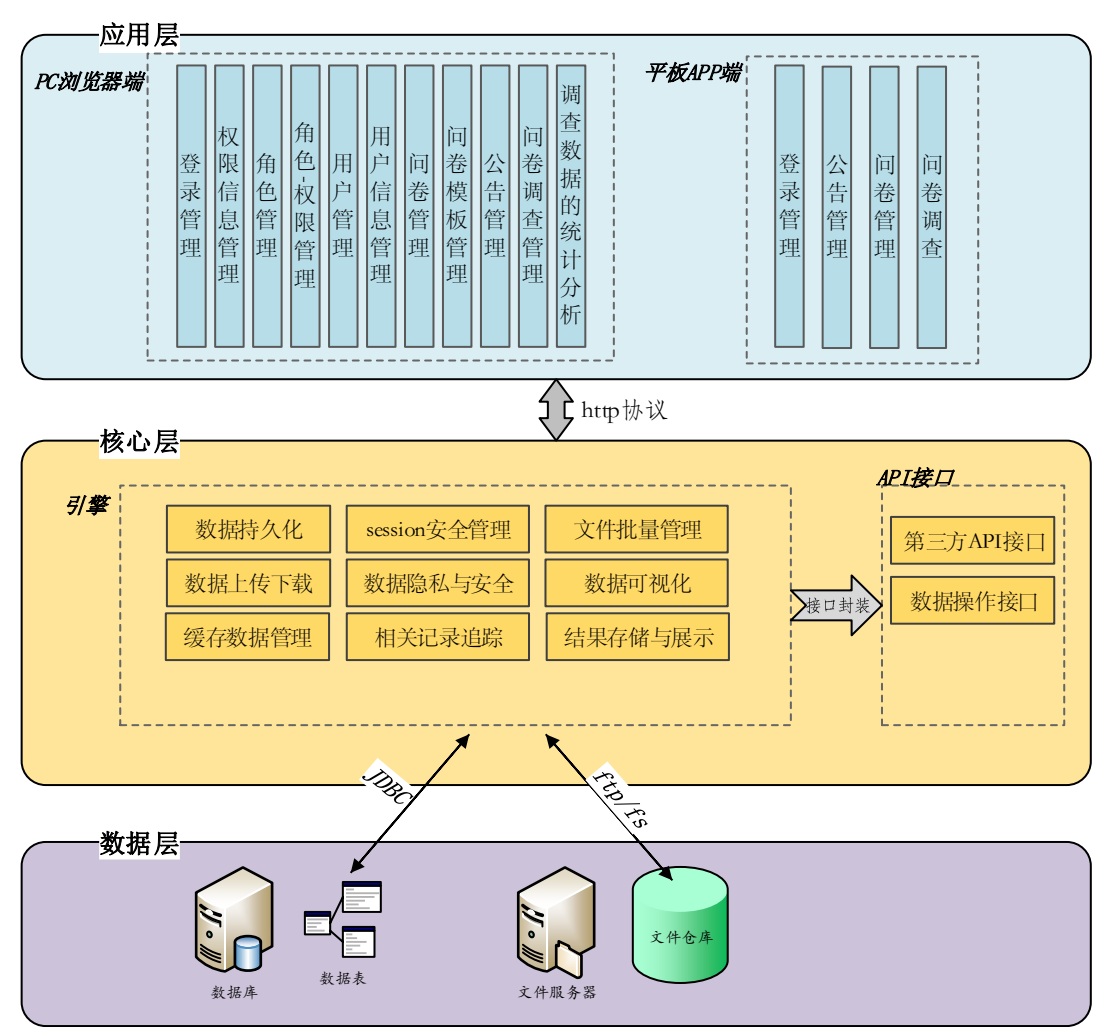 应用层
PC浏览器端
登录管理
权限信息管理
角色管理
角色-权限管理
用户管理
用户信息管理
问卷管理
问卷模板管理
公告管理
问卷调查管理
调查数据的统计分析
平板APP端
登录管理
公告管理
问卷管理
问卷调查
http协议
核心层
引擎
数据持久化
session安全管理
文件批量管理
数据上传下载
数据隐私与安全
数据可视化
缓存数据管理
相关记录追踪
结果存储与展示
接口封装
API接口
第三方API接口
数据操作接口
JDBC
ftp/fs
数据层
数据库
数据表
文件服务器
文件仓库